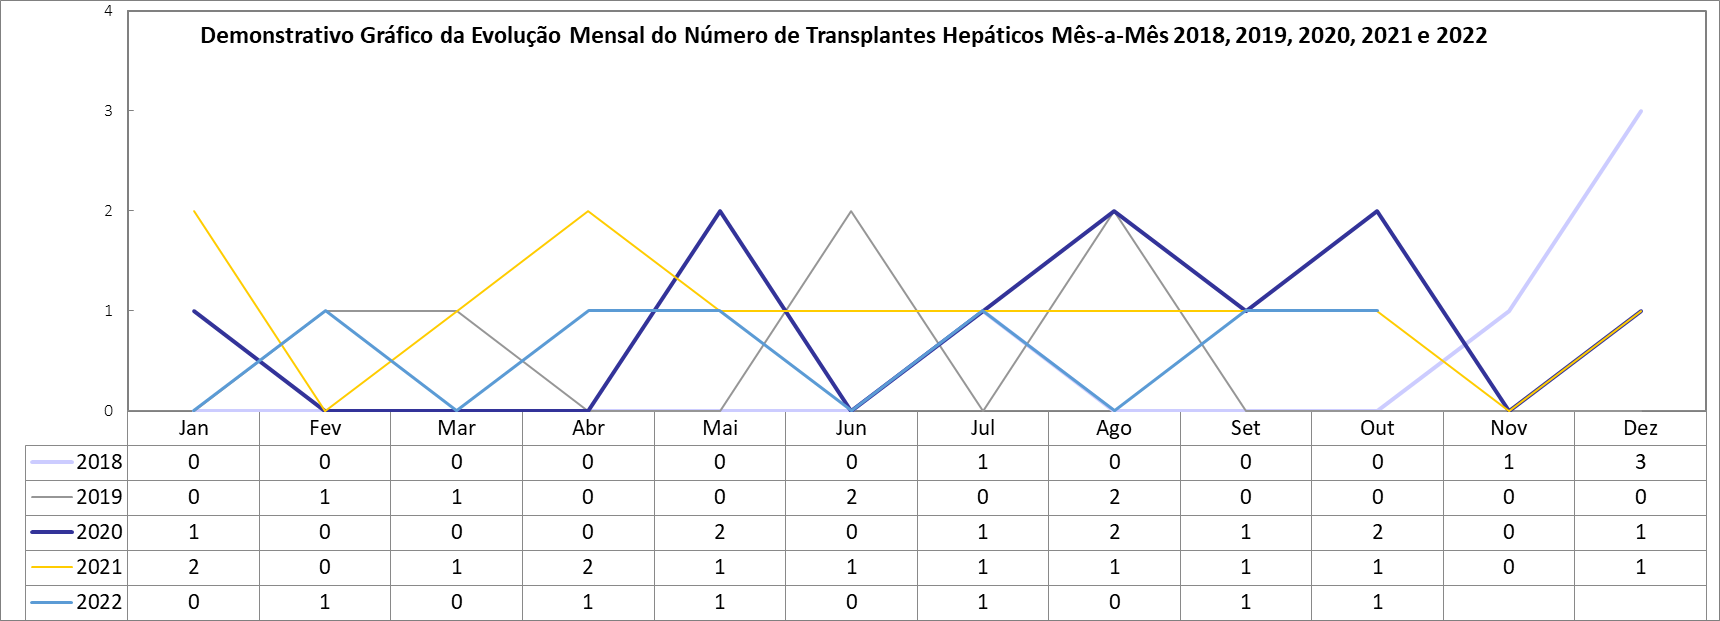 Demonstrativo Gráfico da Evolução Mensal do Número de Transplantes Hepáticos Mês-a-Mês 2018, 2019, 2020, 2021 e 2022
4
3
2
1
0
Jan Fev Mar Abr Mai Jun Jul Ago Set Out Nov Dez
2018 0 0 0 0 0 0 1 0 0 0 1 3
2019 0 1 1 0 0 2 0 2 0 0 0 0
2020 1 0 0 0 2 0 1 2 1 2 0 1
2021 2 0 1 2 1 1 1 1 1 1 0 1
2022 0 1 0 1 1 0 1 0 1 1